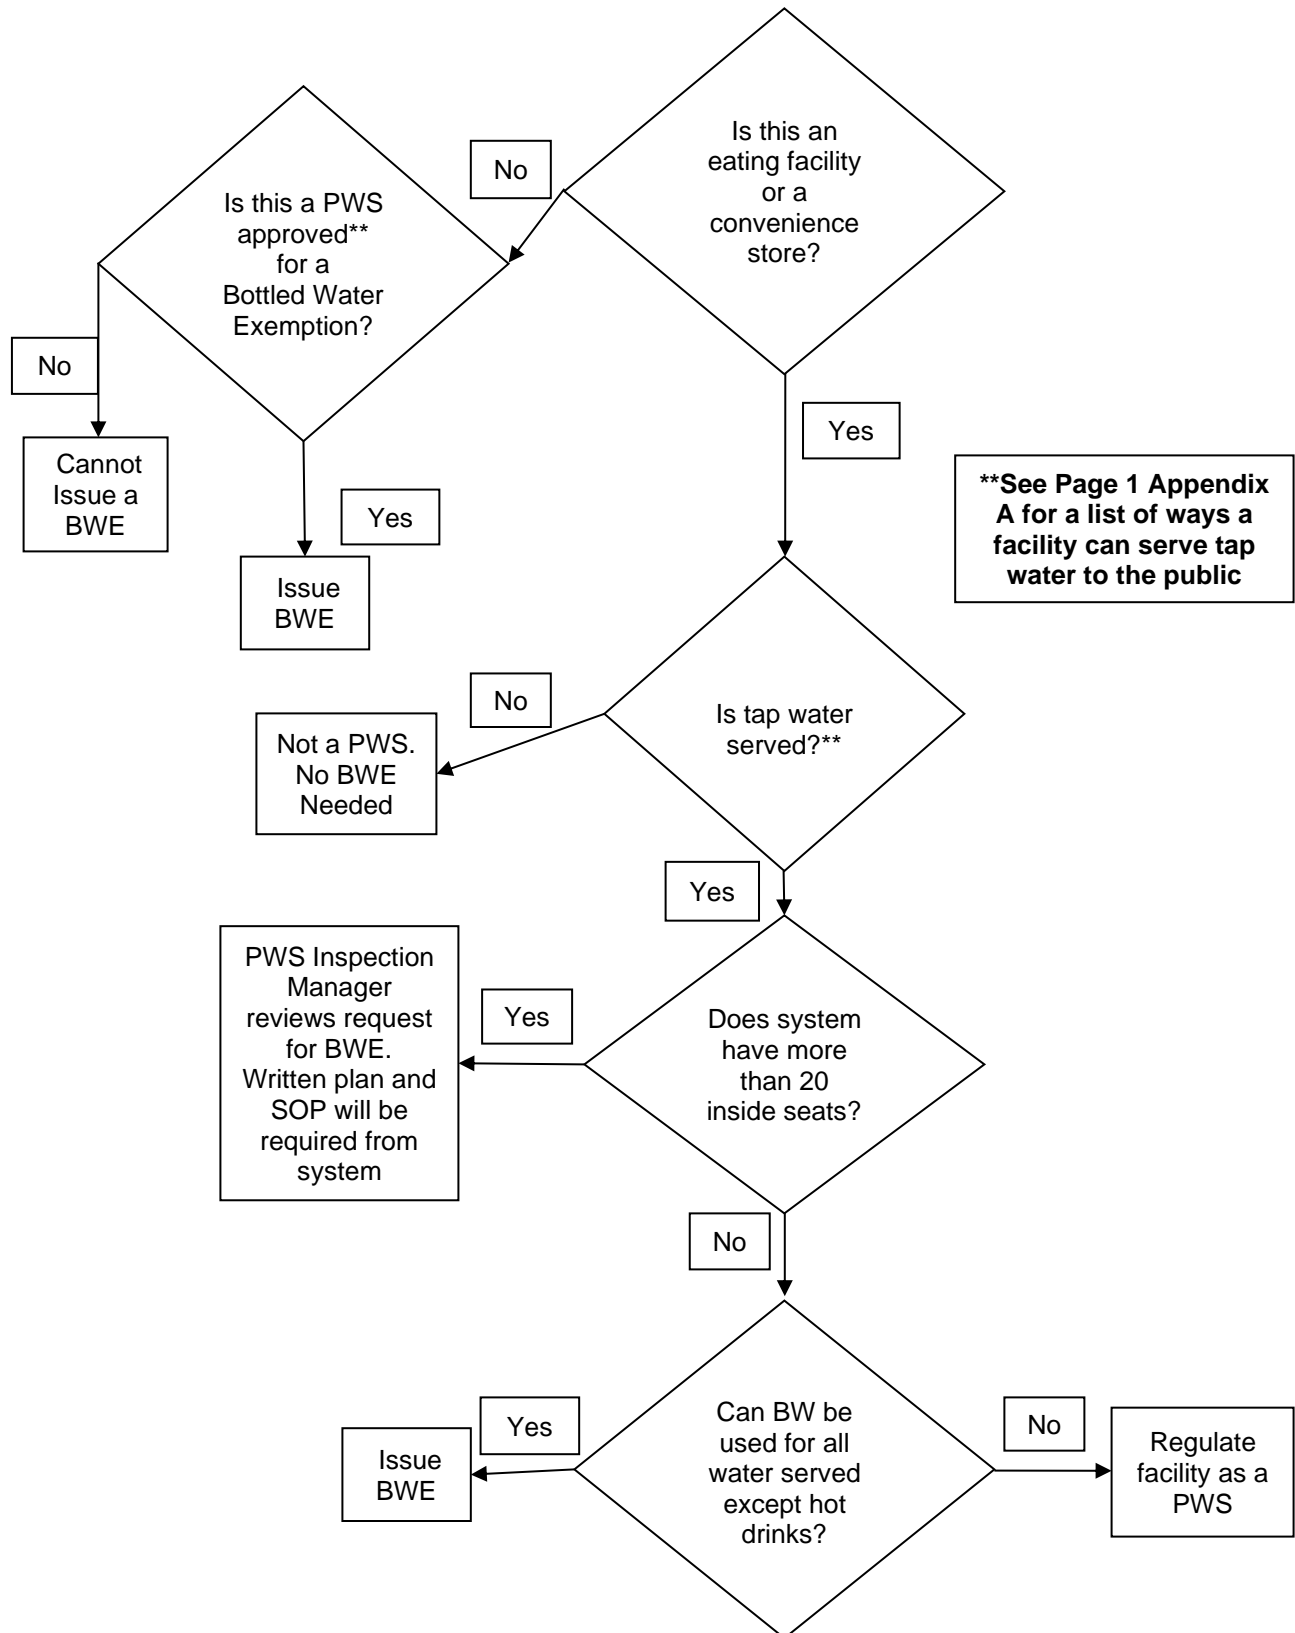 Is this an
eating facility
or a
convenience
store?
No
Is this a PWS
approved**
for a
Bottled Water
Exemption?
No
Cannot
Issue a
BWE
Yes
Issue
BWE
Yes
**See Page 1 Appendix
A for a list of ways a
facility can serve tap
water to the public
Is tap water
served?**
No
Not a PWS.
No BWE
Needed
Yes
Does system
have more
than 20
inside seats?
Yes
PWS Inspection
Manager
reviews request
for BWE.
Written plan and
SOP will be
required from
system
No
Can BW be
used for all
water served
except hot
drinks?
Yes
Issue
BWE
No
Regulate
facility as a
PWS